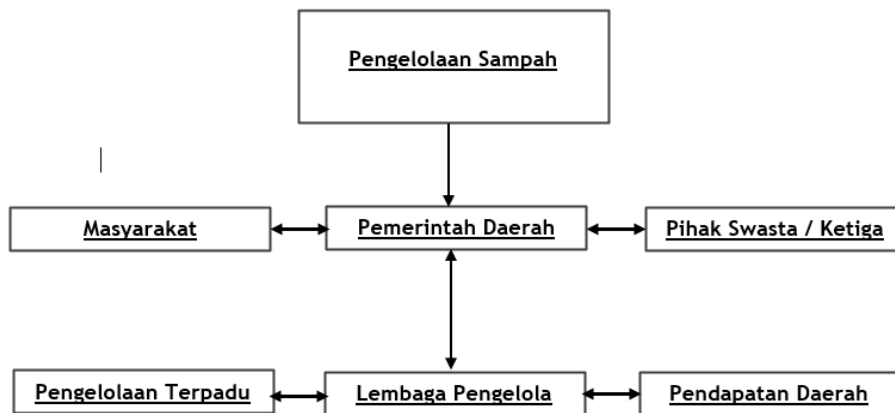 Pengelolaan Sampah
Masyarakat
Pemerintah Daerah
Pihak Swasta / Ketiga
Pengelolaan Terpadu
Lembaga Pengelola
Pendapatan Daerah